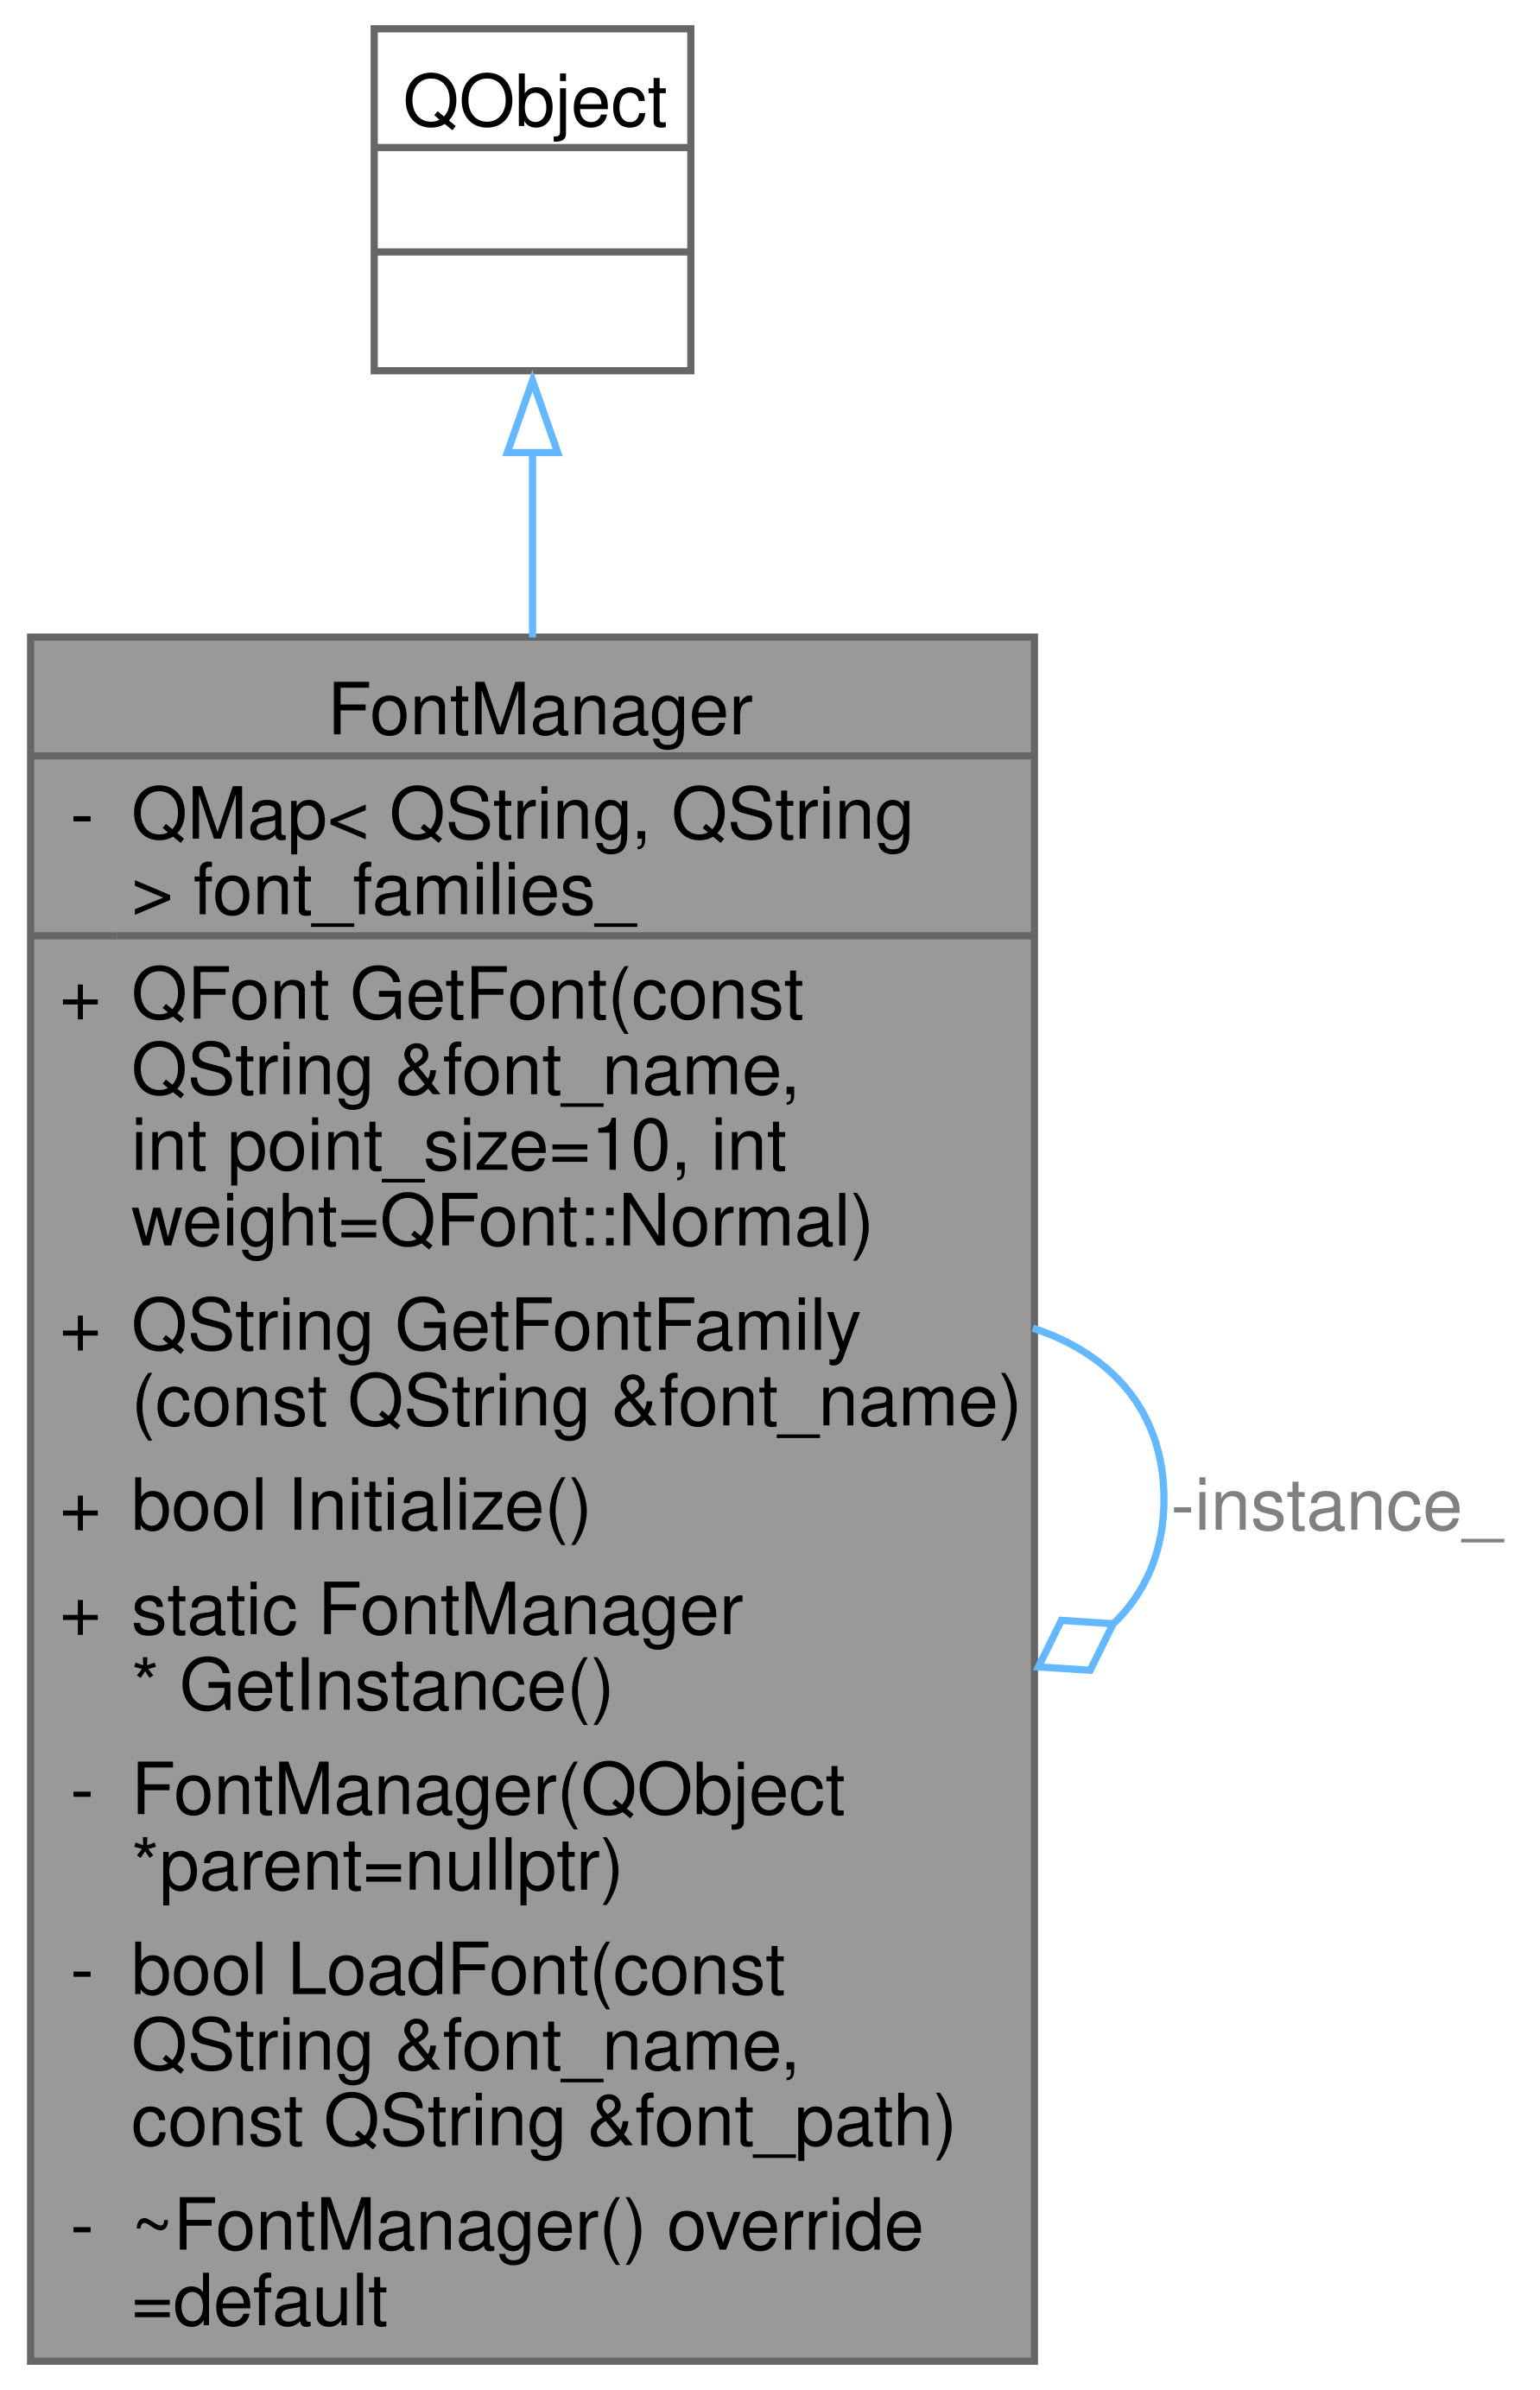 QObject
FontManager
- QMap< QString, QString
> font_families_
+ QFont GetFont(const
QString &font_name,
int point_size=10, int
weight=QFont::Normal)
+ QString GetFontFamily
(const QString &font_name)
+ bool Initialize()
+ static FontManager
* GetInstance()
- FontManager(QObject
*parent=nullptr)
- bool LoadFont(const
QString &font_name,
const QString &font_path)
- ~FontManager() override
=default
-instance_